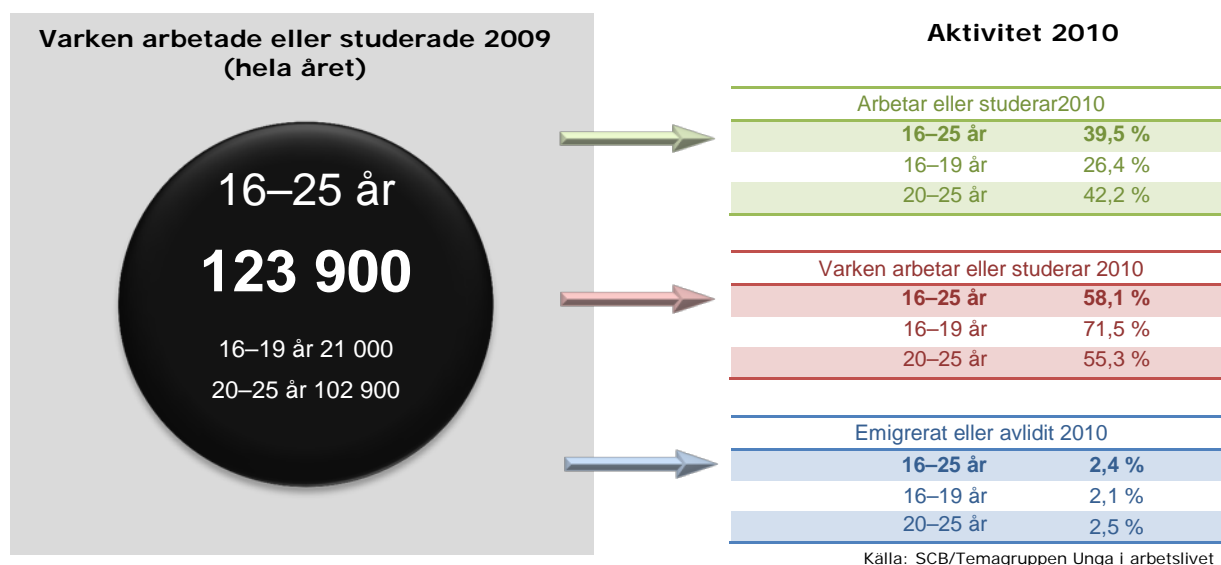 Varken arbetade eller studerade 2009
(hela året)
16–25 år
123 900
16–19 år 21 000
20–25 år 102 900
Aktivitet 2010
Arbetar eller studerar2010
16–25 år 39,5 %
16–19 år 26,4 %
20–25 år 42,2 %
Varken arbetar eller studerar 2010
16–25 år 58,1 %
16–19 år 71,5 %
20–25 år 55,3 %
Emigrerat eller avlidit 2010
16–25 år 2,4 %
16–19 år 2,1 %
20–25 år 2,5 %
Källa: SCB/Temagruppen Unga i arbetslivet